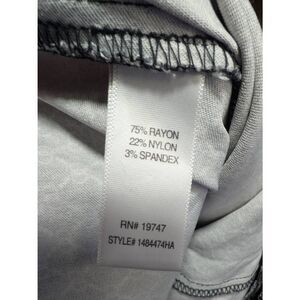 75% RAYON
22% NYLON
3% SPANDEX
RN# 19747
STYLE# 1484474HA